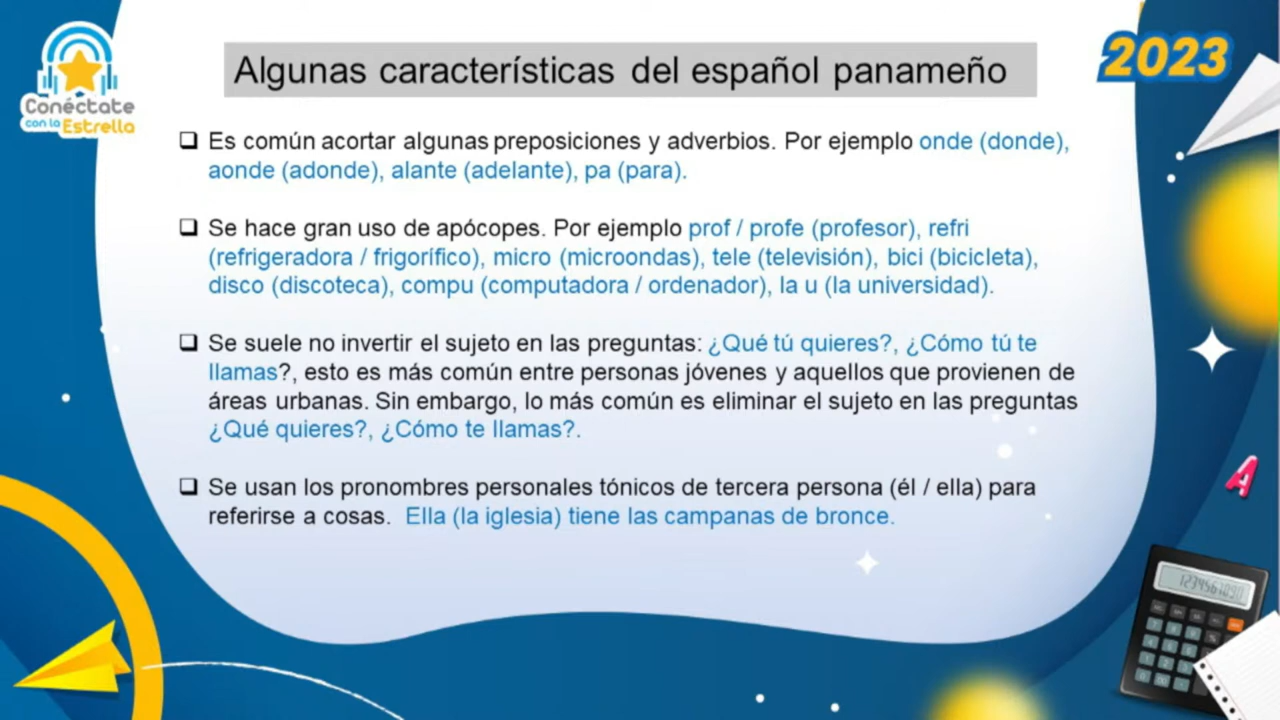 Conéctate
con la Estrella
2023
Algunas características del español panameño
❑ Es común acortar algunas preposiciones y adverbios. Por ejemplo onde (donde),
aonde (adonde), alante (adelante), pa (para).
❑ Se hace gran uso de apócopes. Por ejemplo prof / profe (profesor), refri
(refrigeradora / frigorífico), micro (microondas), tele (televisión), bici (bicicleta),
disco (discoteca), compu (computadora / ordenador), la u (la universidad).
❑ Se suele no invertir el sujeto en las preguntas: ¿Qué tú quieres?, ¿Cómo tú te
llamas?, esto es más común entre personas jóvenes y aquellos que provienen de
áreas urbanas. Sin embargo, lo más común es eliminar el sujeto en las preguntas
¿Qué quieres?, ¿Cómo te llamas?.
❑ Se usan los pronombres personales tónicos de tercera persona (él / ella) para
referirse a cosas. Ella (la iglesia) tiene las campanas de bronce.
A